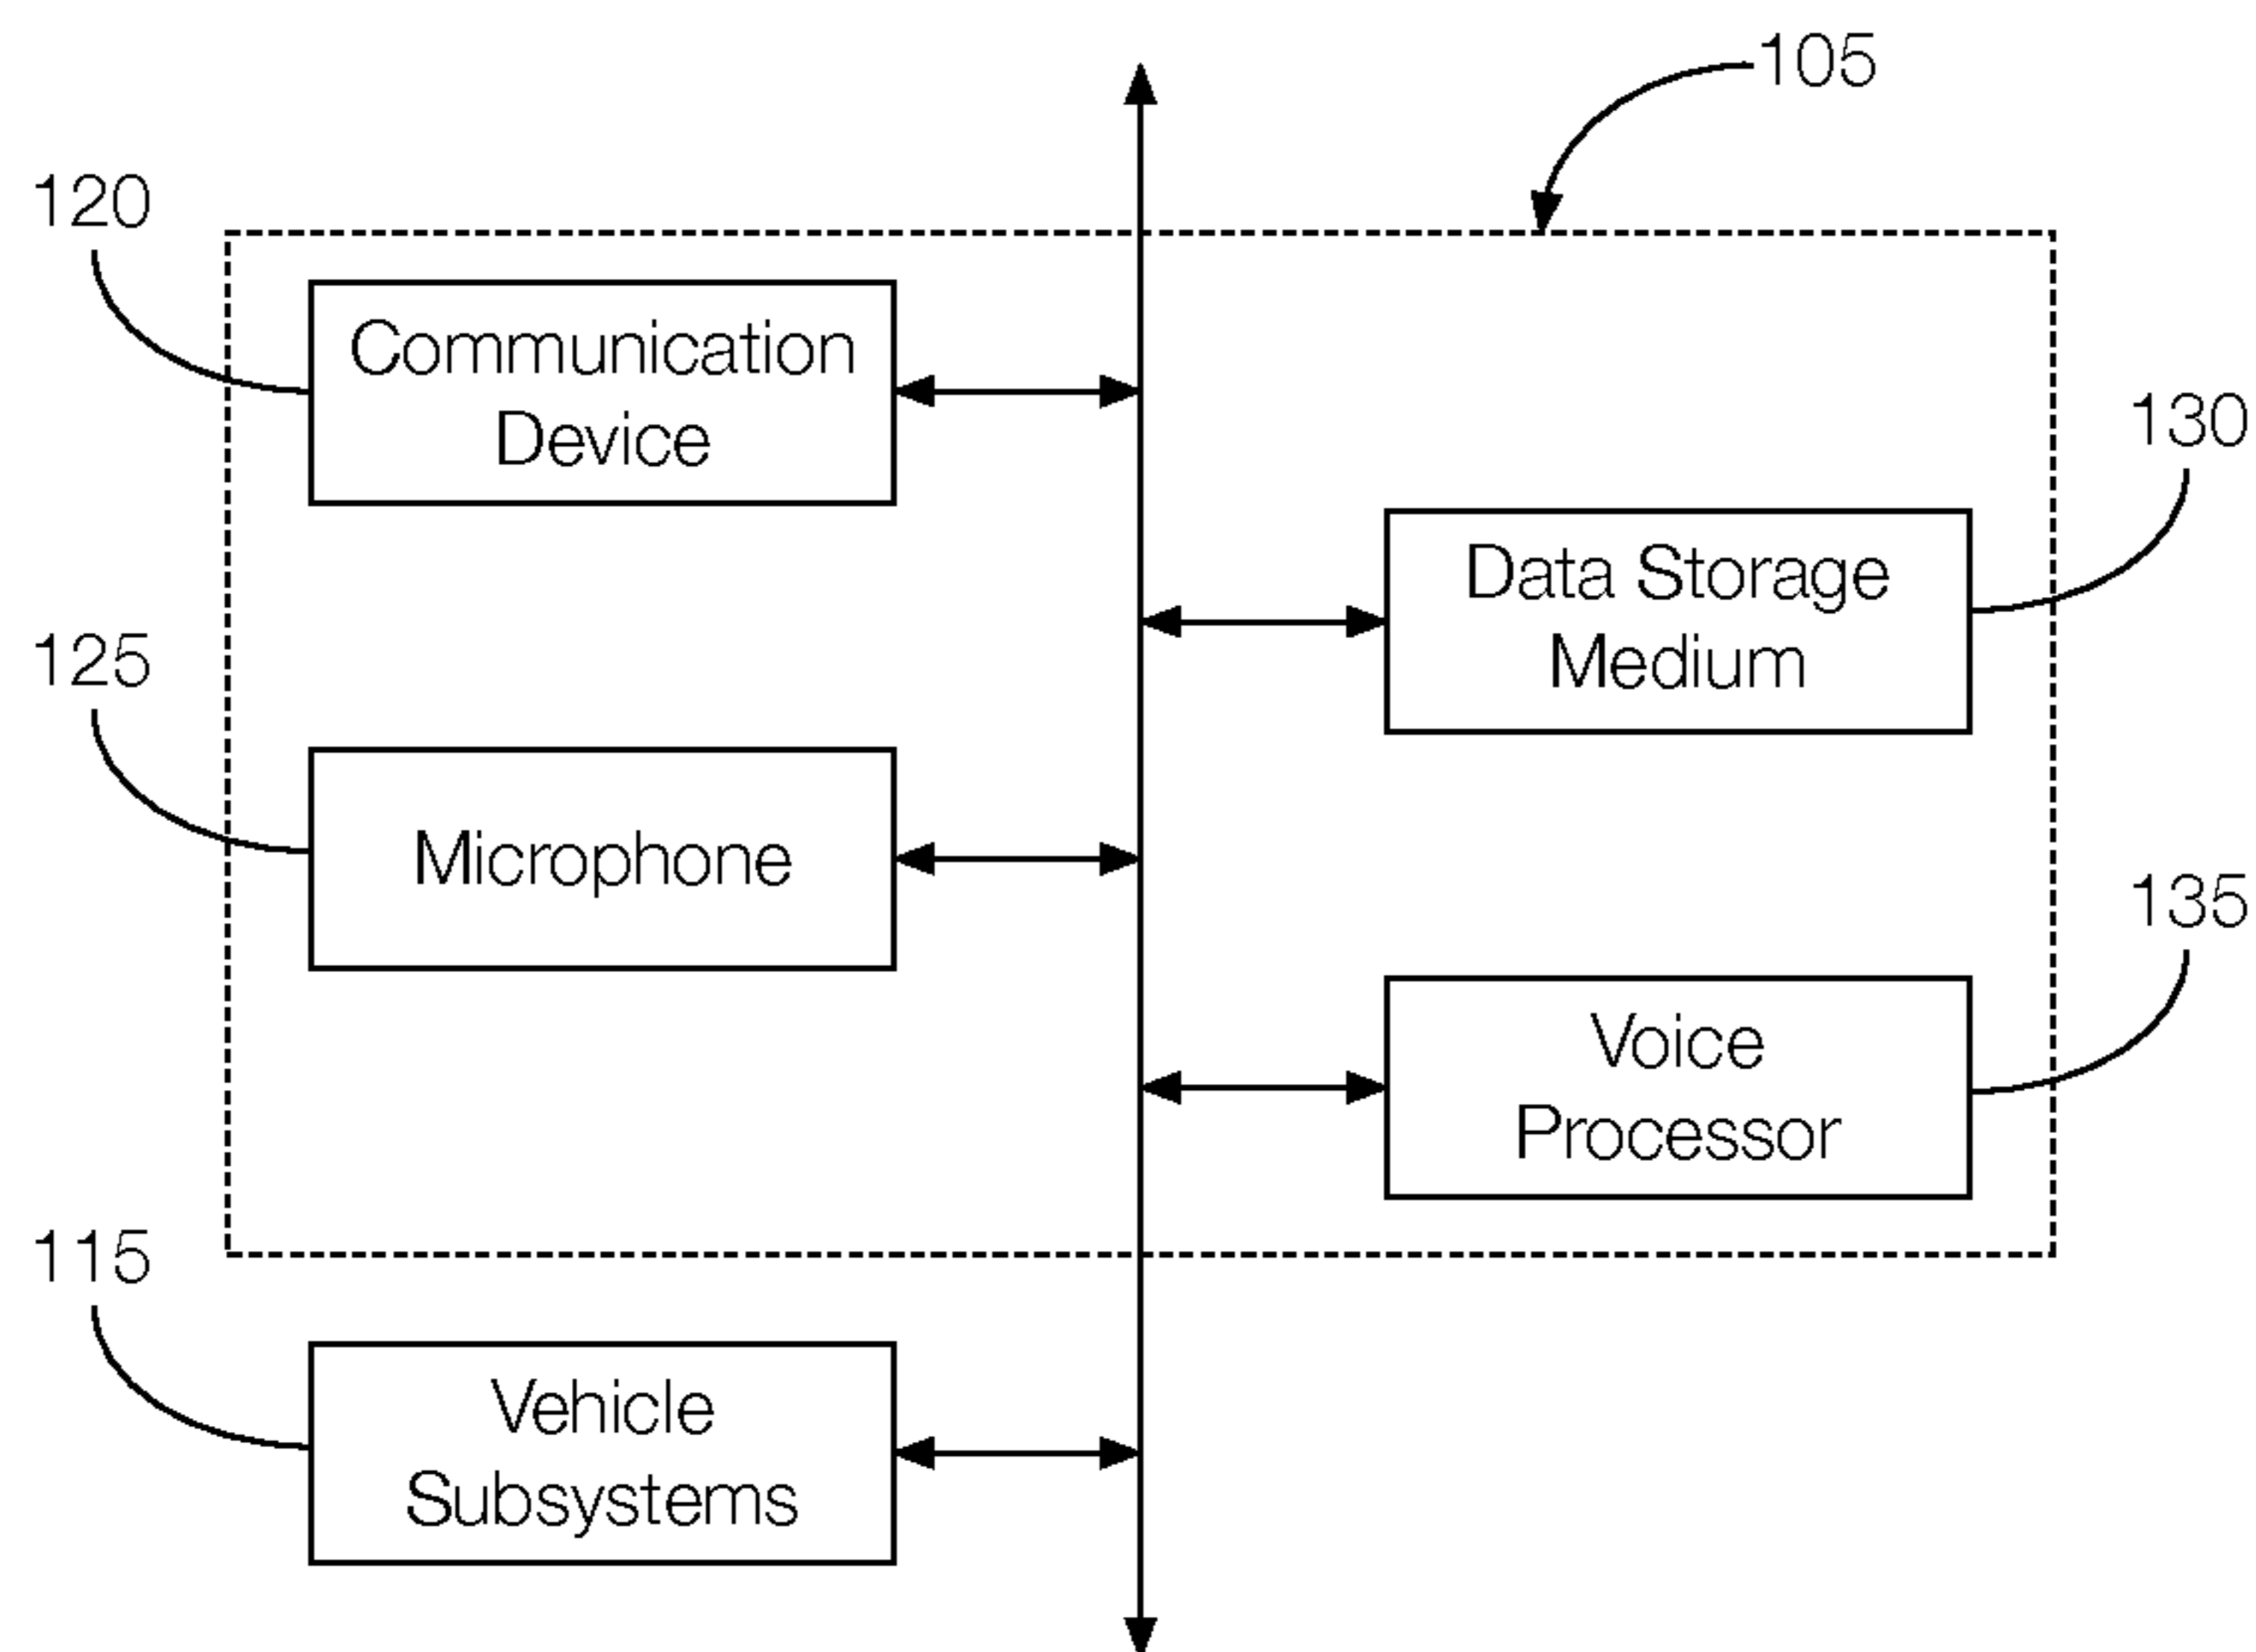 105
120
Communication
Device
130
Data Storage
Medium
125
Microphone
135
Voice
Processor
115
Vehicle
Subsystems